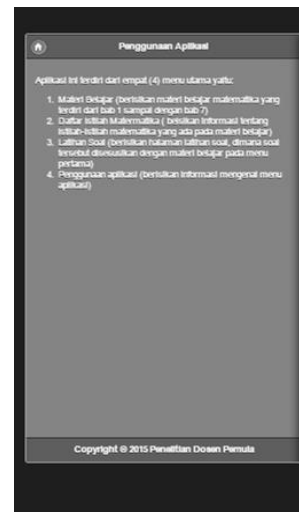 Penggunaan Aplikasi
Aplikasi ini terdiri dari empat (4) menu utama yaitu:
1. Materi Belajar (berisikan materi belajar matematika yang
terdiri dari bab 1 sampai dengan bab 7)
2. Daftar Istilah Matermatika ( beisikan informasi tentang
istilah-istilah matematika yang ada pada materi belajar)
3. Latihan Soal (berisikan halaman latihan soal, dimana soal
tersebut disesuaikan dengan materi belajar pada menu
pertama)
4. Penggunaan aplikasi (berisikan informasi mengenai menu
aplikasi)
Copyright © 2015 Penelitian Dosen Pemula